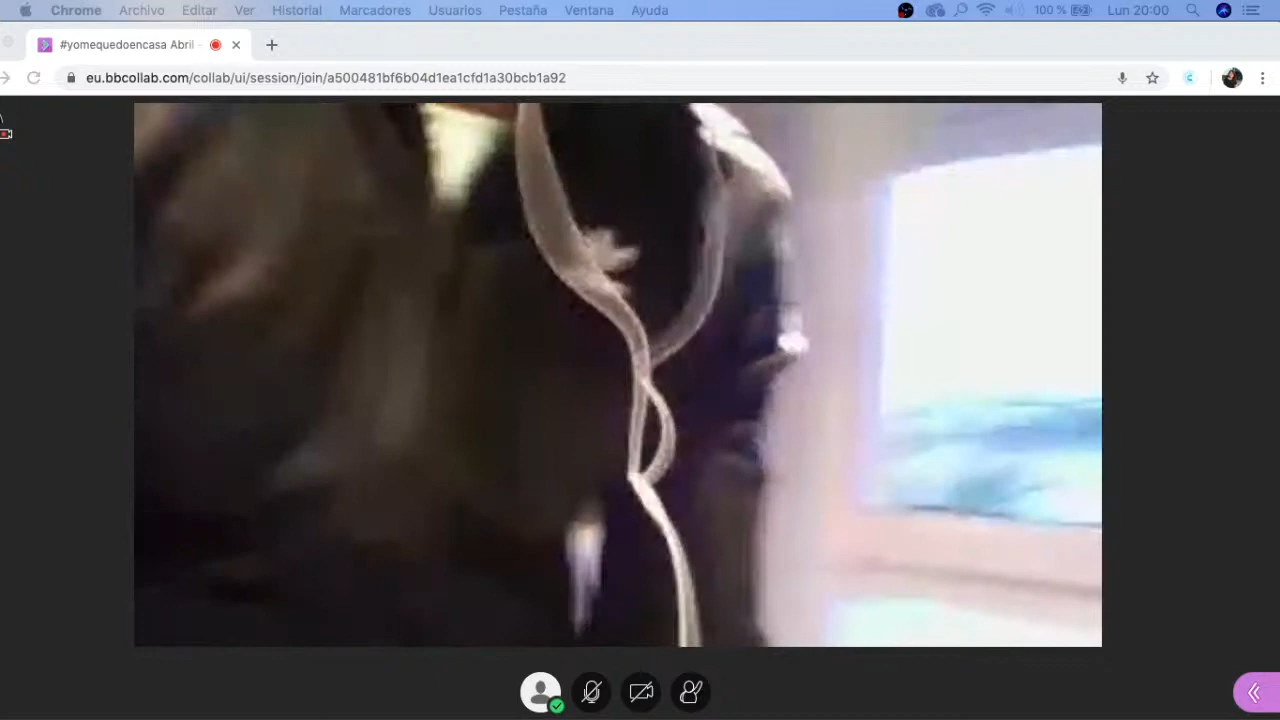 Chrome Archivo Editar Ver Historial Marcadores Usuarios Pestaña Ventana Ayuda 100 % Lun 20:00
#yomequedoencasa Abril -
eu.bbcollab.com/collab/ui/session/join/a500481bf6b04d1ea1cfd1a30bcb1a92